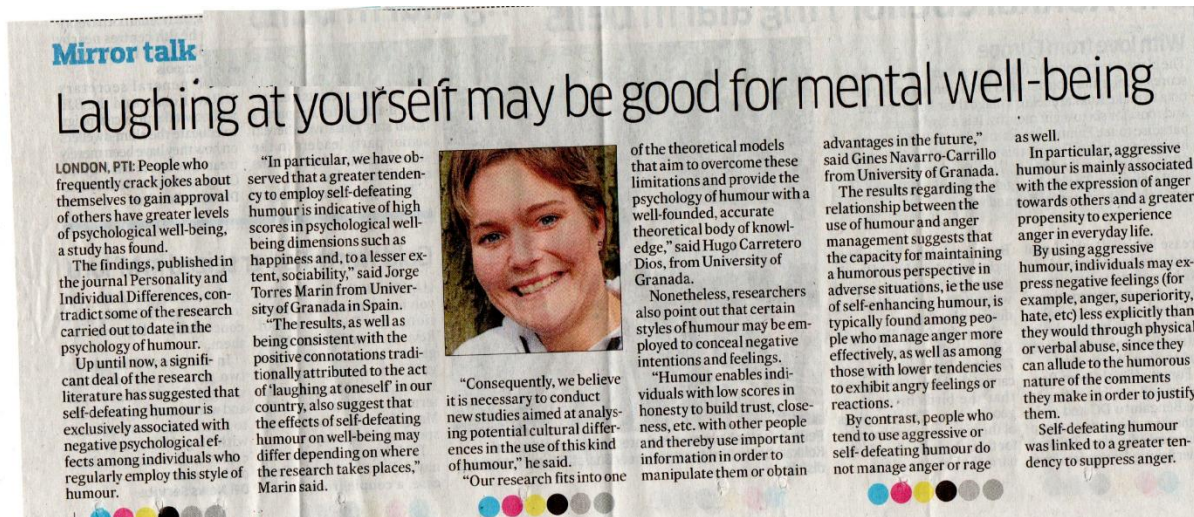 Mirror talk
Laughing at yourself may be good for mental well-being
LONDON, PTI: People who
frequently crack jokes about
themselves to gain approval
of others have greater levels
of psychological well-being,
a study has found.
The findings, published in
the journal Personality and
Individual Differences, con-
tradict some of the research
carried out to date in the
psychology of humour.
Up until now, a signifi-
cant deal of the research
literature has suggested that
self-defeating humour is
exclusively associated with
negative psychological ef-
fects among individuals who
regularly employ this style of
humour.
"In particular, we have ob-
served that a greater tenden-
cy to employ self-defeating
humour is indicative of high
scores in psychological well-
being dimensions such as
happiness and, to a lesser ex-
tent, sociability," said Jorge
Torres Marin from Univer-
sity of Granada in Spain.
"The results, as well as
being consistent with the
positive connotations tradi-
tionally attributed to the act
of 'laughing at oneself' in our
country, also suggest that
the effects of self-defeating
humour on well-being may
differ depending on where
the research takes places,"
Marin said.
"Consequently, we believe
it is necessary to conduct
new studies aimed at analys-
ing potential cultural differ-
ences in the use of this kind
of humour," he said.
"Our research fits into one
of the theoretical models
that aim to overcome these
limitations and provide the
psychology of humour with a
well-founded, accurate
theoretical body of knowl-
edge," said Hugo Carretero
Dios, from University of
Granada.
Nonetheless, researchers
also point out that certain
styles of humour may be em-
ployed to conceal negative
intentions and feelings.
"Humour enables indi-
viduals with low scores in
honesty to build trust, close-
ness, etc. with other people
and thereby use important
information in order to
manipulate them or obtain
advantages in the future,"
said Gines Navarro-Carrillo
from University of Granada.
The results regarding the
relationship between the
use of humour and anger
management suggests that
the capacity for maintaining
a humorous perspective in
adverse situations, ie the use
of self-enhancing humour, is
typically found among peo-
ple who manage anger more
effectively, as well as among
those with lower tendencies
to exhibit angry feelings or
reactions.
By contrast, people who
tend to use aggressive or
self-defeating humour do
not manage anger or rage
as well.
In particular, aggressive
humour is mainly associated
with the expression of anger
towards others and a greater
propensity to experience
anger in everyday life.
By using aggressive
humour, individuals may ex-
press negative feelings (for
example, anger, superiority,
hate, etc) less explicitly than
they would through physical
or verbal abuse, since they
can allude to the humorous
nature of the comments
they make in order to justify
them.
Self-defeating humour
was linked to a greater ten-
dency to suppress anger.